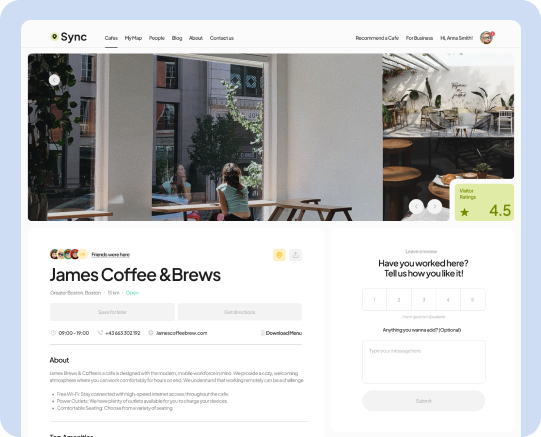 Sync
Cafes My Map People Blog About Contact us
Recommend a Cafe For Business Hi, Anna Smith!
Visitor
Ratings
4.5
Friends were here
James Coffee & Brews
Greater Boston, Boston · 15 km · Open
Save for later Get directions
09:00 - 19:00 +43 663 302 192 Jamescoffeebrew.com Download Menu
About
James Brews & Coffee is a cafe designed with the modern, mobile workforce in mind. We provide a cozy, welcoming
atmosphere where you can work comfortably for hours on end. We understand that working remotely can be a challenge
Free Wi-Fi: Stay connected with high-speed internet access throughout the cafe.
Power Outlets: We have plenty of outlets available for you to charge your devices.
Comfortable Seating: Choose from a variety of seating
Top Amenities
Leave a review
Have you worked here?
Tell us how you like it!
1 2 3 4 5
Anything you wanna add? (Optional)
Type your message here
Submit